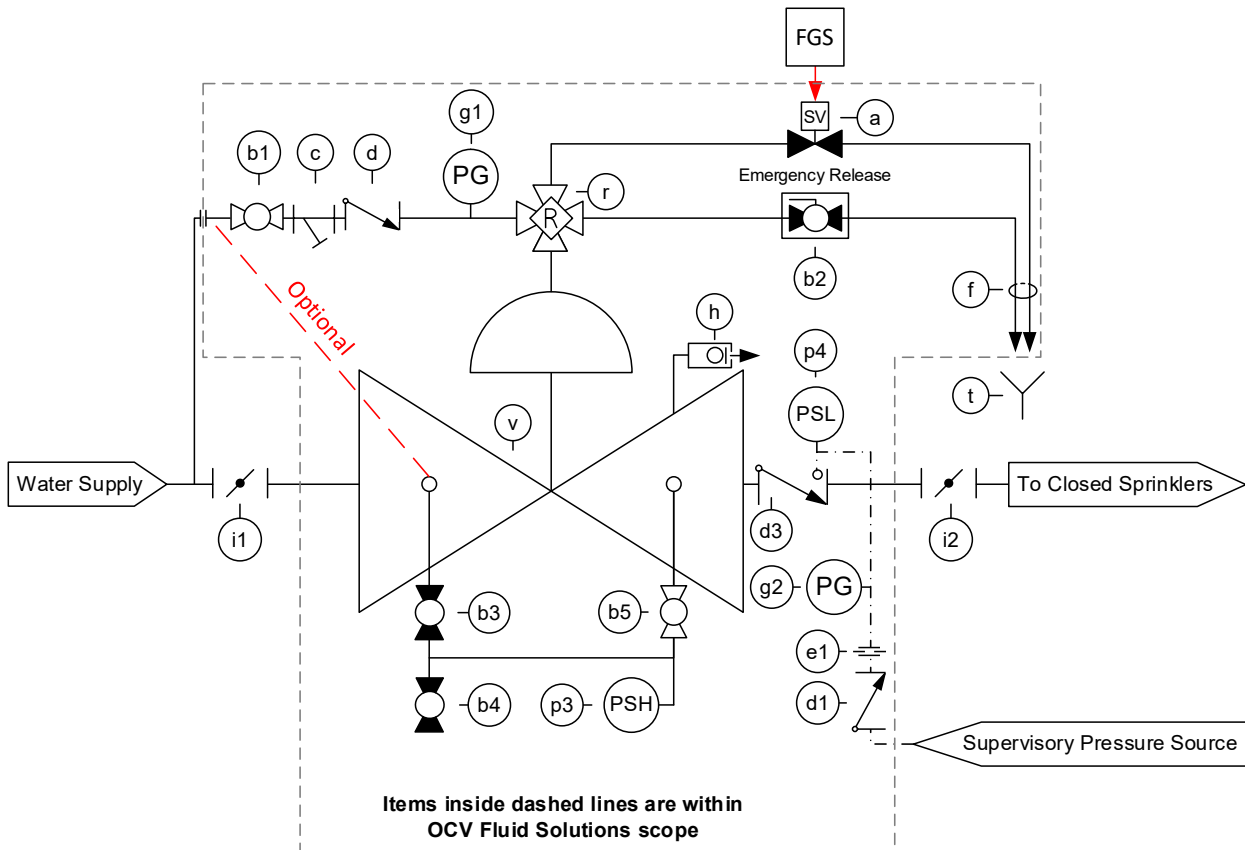 FGS
SV
a
g1
b1
c
d
PG
Emergency Release
r
R
b2
f
Optional
h
p4
t
PSL
v
Water Supply
To Closed Sprinklers
i1
d3
i2
g2
PG
b3
b5
e1
b4
p3
PSH
d1
Supervisory Pressure Source
Items inside dashed lines are within
OCV Fluid Solutions scope